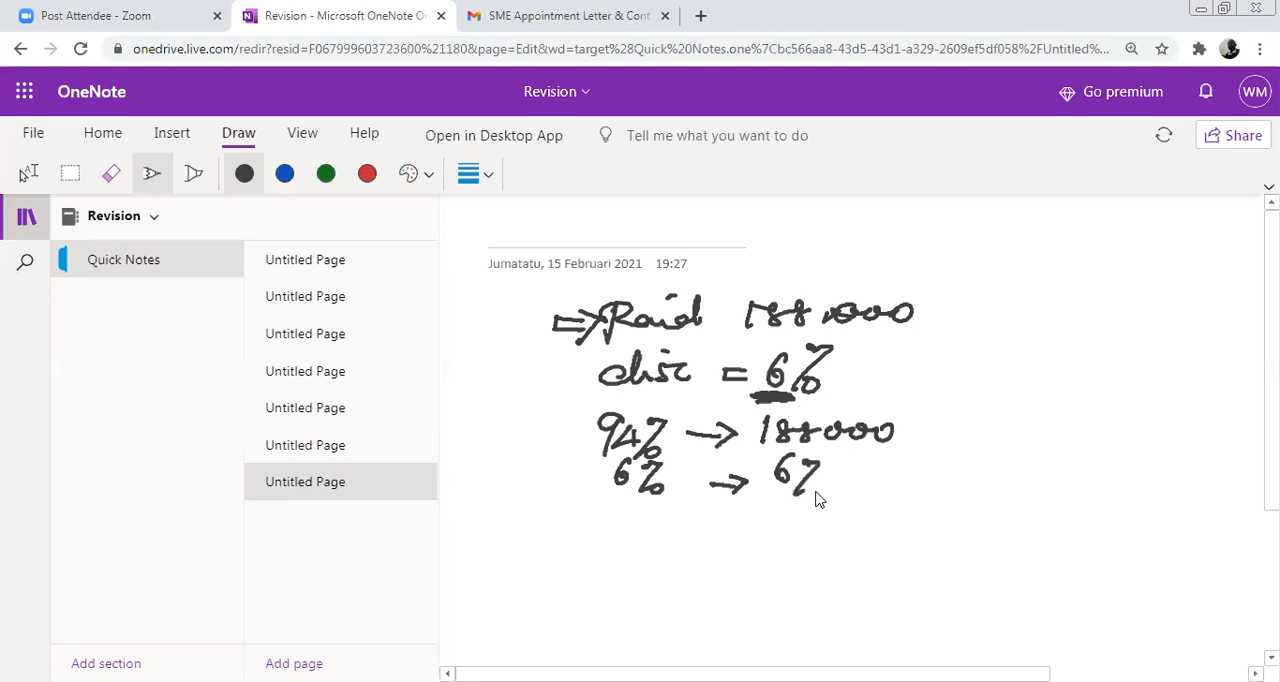 Post Attendee - Zoom
Revision - Microsoft OneNote O
SME Appointment Letter & Cont
onedrive.live.com/redir?resid=F067999603723600%21180&page=Edit&wd=target%28Quick%20Notes.one%7Cbc566aa8-43d5-43d1-a329-2609ef5df058%2FUntitled%...
OneNote
Revision
Go premium
WM
File
Home
Insert
Draw
View
Help
Open in Desktop App
Tell me what you want to do
Share
Revision
Quick Notes
Untitled Page
Untitled Page
Untitled Page
Untitled Page
Untitled Page
Untitled Page
Untitled Page
Add section
Add page
Jumatatu, 15 Februari 2021 19:27
⇒ Paid 188,000
disc = 6%
94% → 188000
6% → 6%